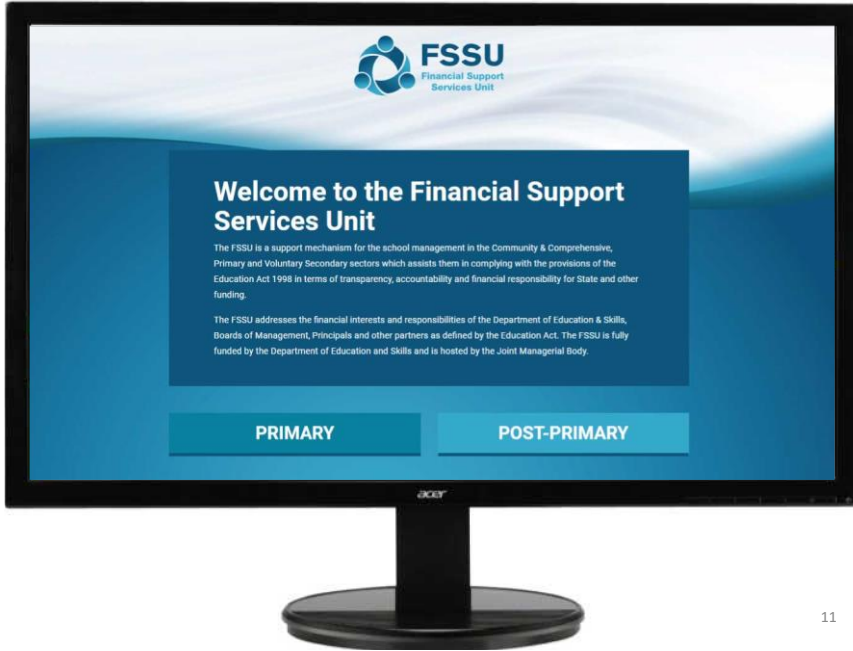 FSSU
Financial Support
Services Unit
Welcome to the Financial Support
Services Unit
The FSSU is a support mechanism for the school management in the Community & Comprehensive,
Primary and Voluntary Secondary sectors which assists them in complying with the provisions of the
Education Act 1998 in terms of transparency, accountability and financial responsibility for State and other
funding.
The FSSU addresses the financial interests and responsibilities of the Department of Education & Skills,
Boards of Management, Principals and other partners as defined by the Education Act. The FSSU is fully
funded by the Department of Education and Skills and is hosted by the Joint Managerial Body.
PRIMARY
POST-PRIMARY
acer
11